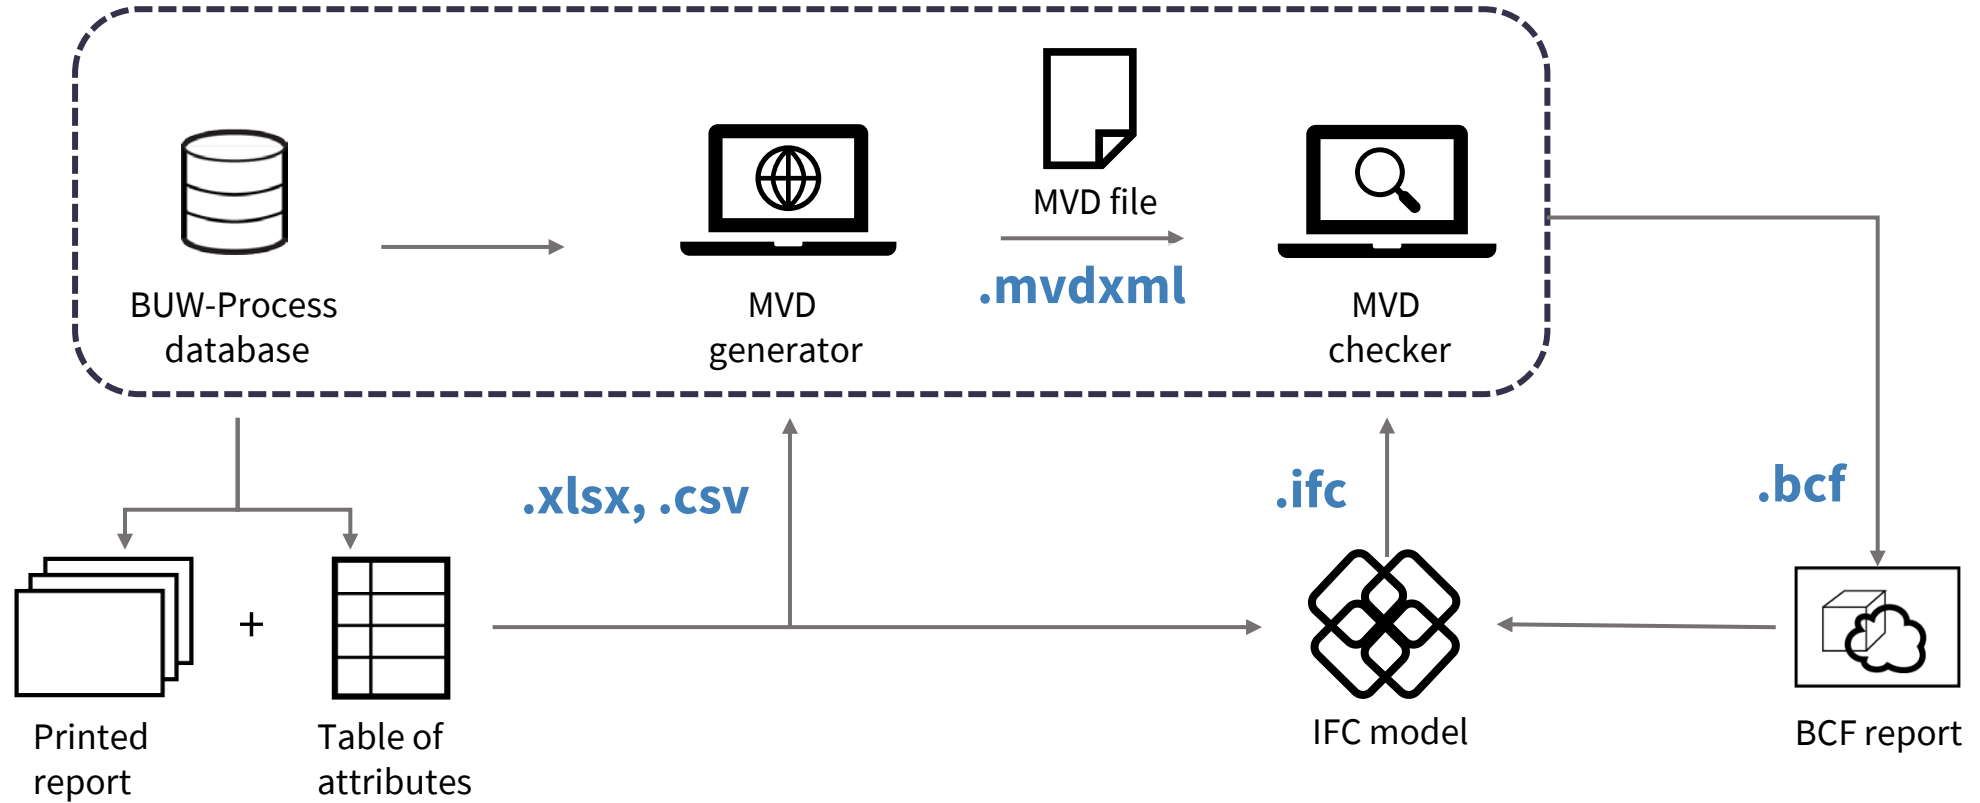 MVD file
.mvdxml
BUW-Process
database
MVD
generator
MVD
checker
.xlsx, .csv
.ifc
.bcf
+
Printed
report
Table of
attributes
IFC model
BCF report